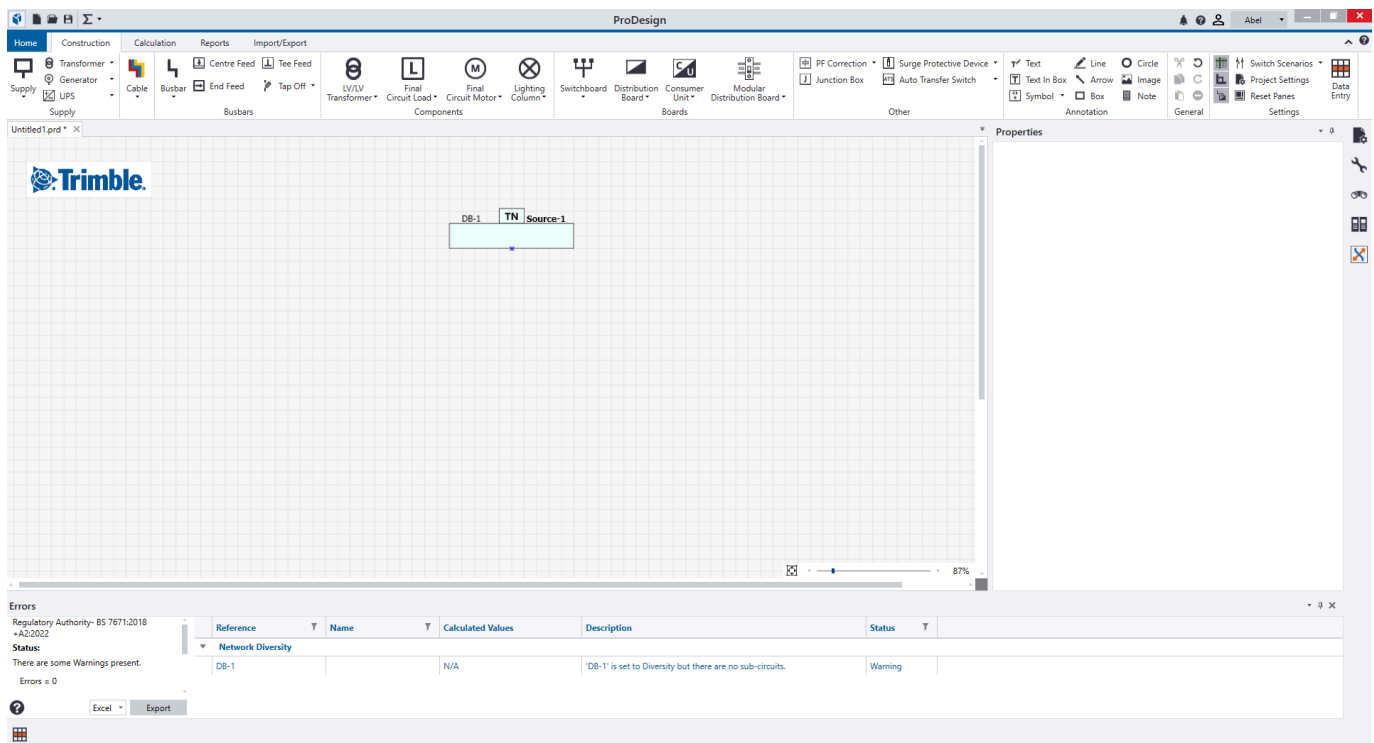 ProDesign
Abel
Home Construction Calculation Reports Import/Export
Supply
Transformer
Generator
UPS
Supply
Cable
Busbar
Centre Feed Tee Feed
End Feed Tap Off
Busbars
LV/LV Transformer
Final Circuit Load
Final Circuit Motor
Lighting Column
Components
Switchboard
Distribution Board
Consumer Unit
Modular Distribution Board
Boards
PF Correction Surge Protective Device
Junction Box ATS Auto Transfer Switch
Other
Text Line Circle
Text In Box Arrow Image
Symbol Box Note
Annotation
General
Switch Scenarios
Project Settings
Reset Panes
Settings
Data Entry
Untitled1.prd *
Properties
Trimble.
DB-1 TN Source-1
87%
Errors
Regulatory Authority- BS 7671:2018
+A2:2022
Status:
There are some Warnings present.
Errors = 0
Excel Export
Reference Name Calculated Values Description Status
Network Diversity
DB-1 N/A 'DB-1' is set to Diversity but there are no sub-circuits. Warning